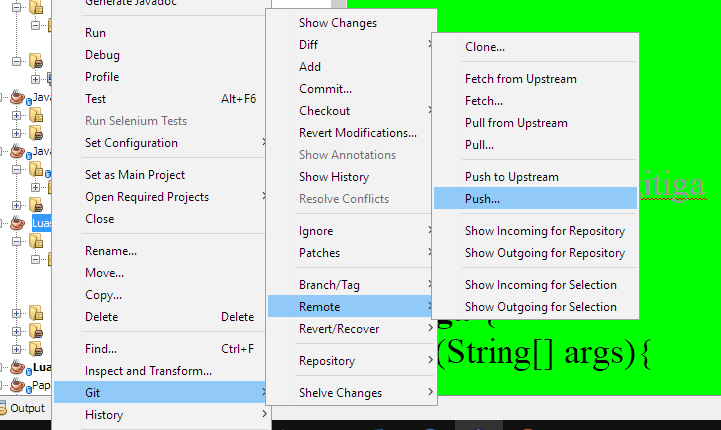 Generate Javadoc
Run
Debug
Profile
Test Alt+F6
Run Selenium Tests
Set Configuration
Set as Main Project
Open Required Projects
Close
Rename...
Move...
Copy...
Delete Delete
Find... Ctrl+F
Inspect and Transform...
Git
History
Show Changes
Diff
Add
Commit...
Checkout
Revert Modifications...
Show Annotations
Show History
Resolve Conflicts
Ignore
Patches
Branch/Tag
Remote
Revert/Recover
Repository
Shelve Changes
Clone...
Fetch from Upstream
Fetch...
Pull from Upstream
Pull...
Push to Upstream
Push...
Show Incoming for Repository
Show Outgoing for Repository
Show Incoming for Selection
Show Outgoing for Selection
Java
Java
Luas
Lua
Pap
Output
itiga
{
(String[] args){